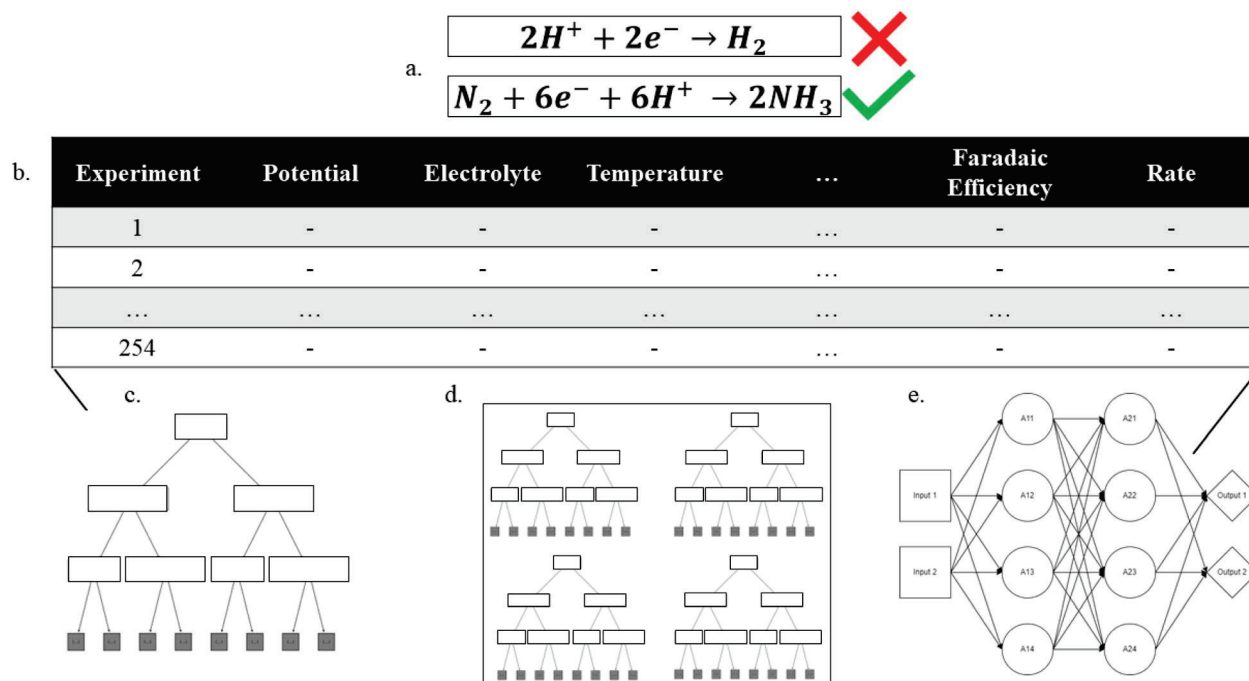 2H⁺ + 2e⁻ → H₂
a.
N₂ + 6e⁻ + 6H⁺ → 2NH₃
b.
Experiment Potential Electrolyte Temperature ... Faradaic Efficiency Rate
1 - - - ... - -
2 - - - ... - -
... ... ... ... ... ... ...
254 - - - ... - -
c.
d.
e.
A11 A21
Input 1 A12 A22 Output 1
Input 2 A13 A23 Output 2
A14 A24